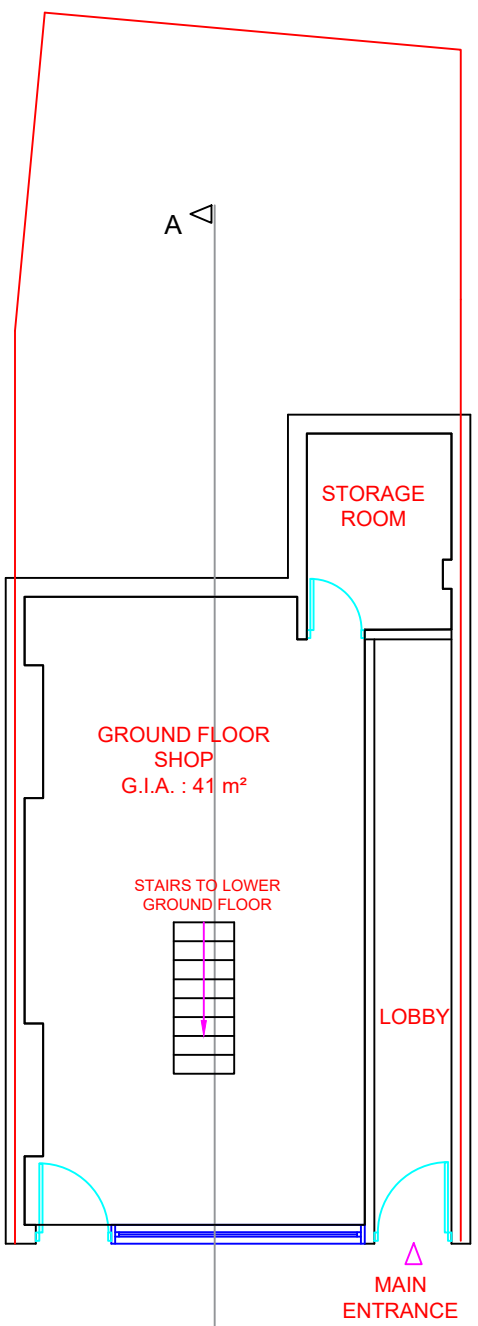 A
STORAGE
ROOM
GROUND FLOOR
SHOP
G.I.A. : 41 m²
STAIRS TO LOWER
GROUND FLOOR
LOBBY
MAIN
ENTRANCE